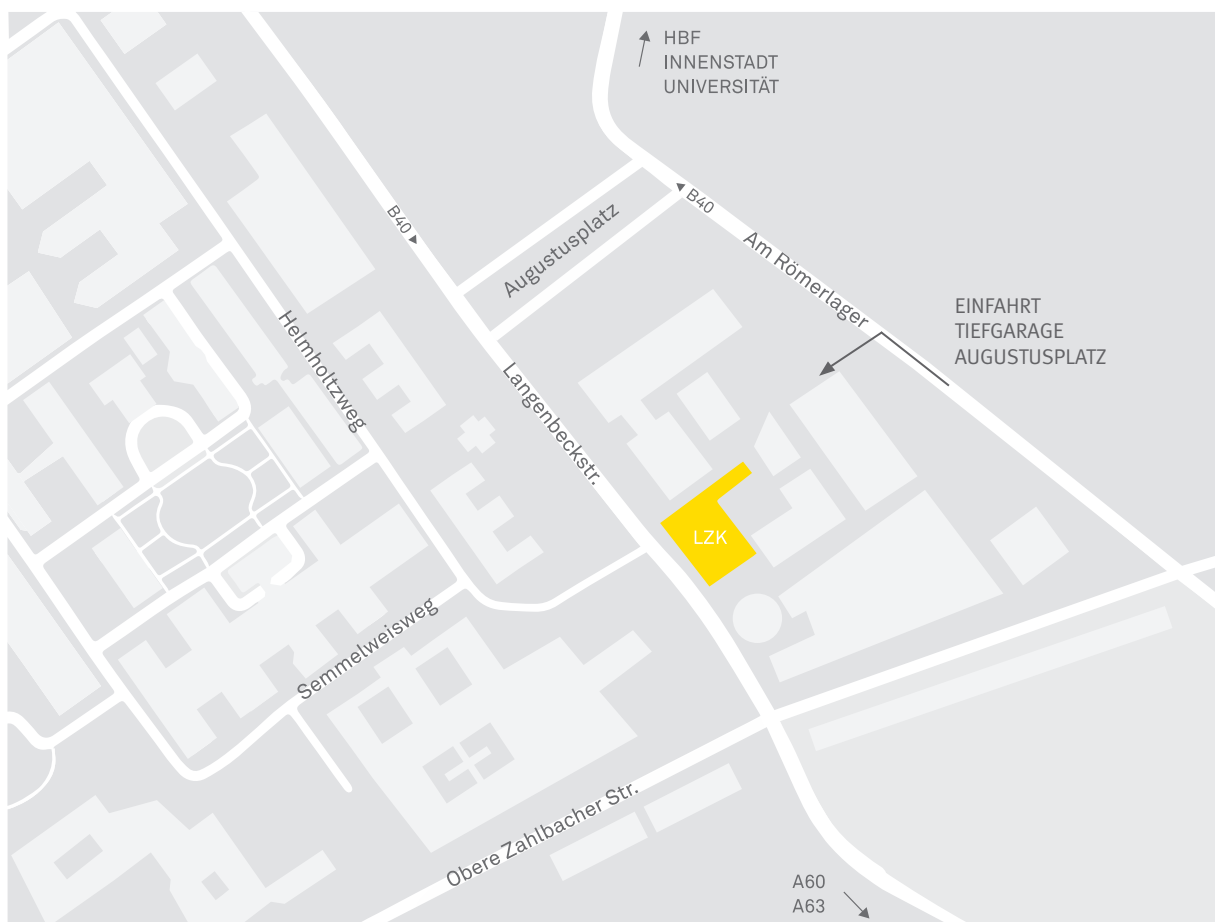 HBF
INNENSTADT
UNIVERSITÄT
B40
B40
Augustusplatz
Am Römerlager
EINFAHRT
TIEFGARAGE
AUGUSTUSPLATZ
Helmholtzweg
Langenbeckstr.
LZK
Semmelweisweg
Obere Zahlbacher Str.
A60
A63